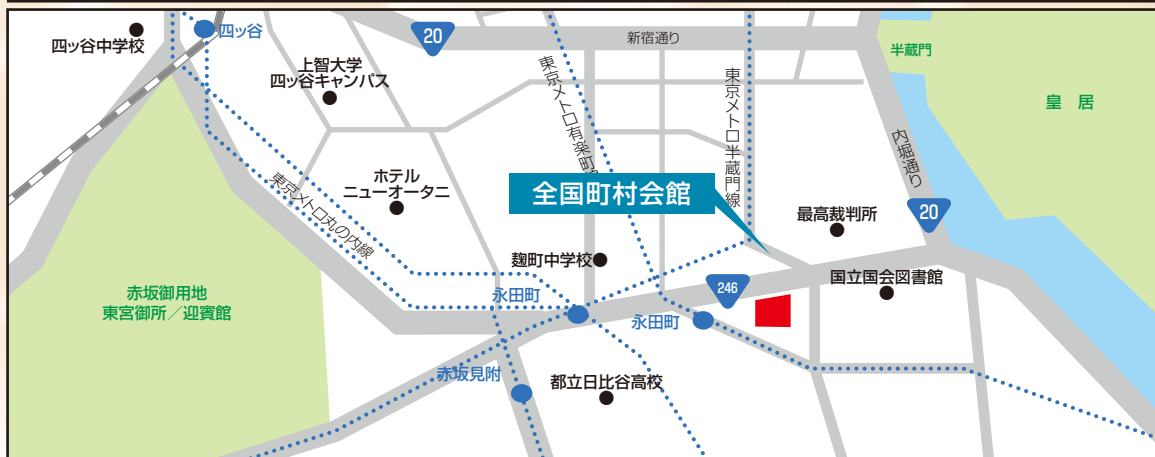 四ッ谷中学校
四ッ谷
上智大学
四ッ谷キャンパス
20
新宿通り
半蔵門
皇 居
東京メトロ有楽町
東京メトロ半蔵門線
内堀通り
ホテル
ニューオータニ
東京メトロ丸の内線
全国町村会館
最高裁判所
20
麹町中学校
国立国会図書館
赤坂御用地
東宮御所／迎賓館
永田町
246
永田町
赤坂見附
都立日比谷高校